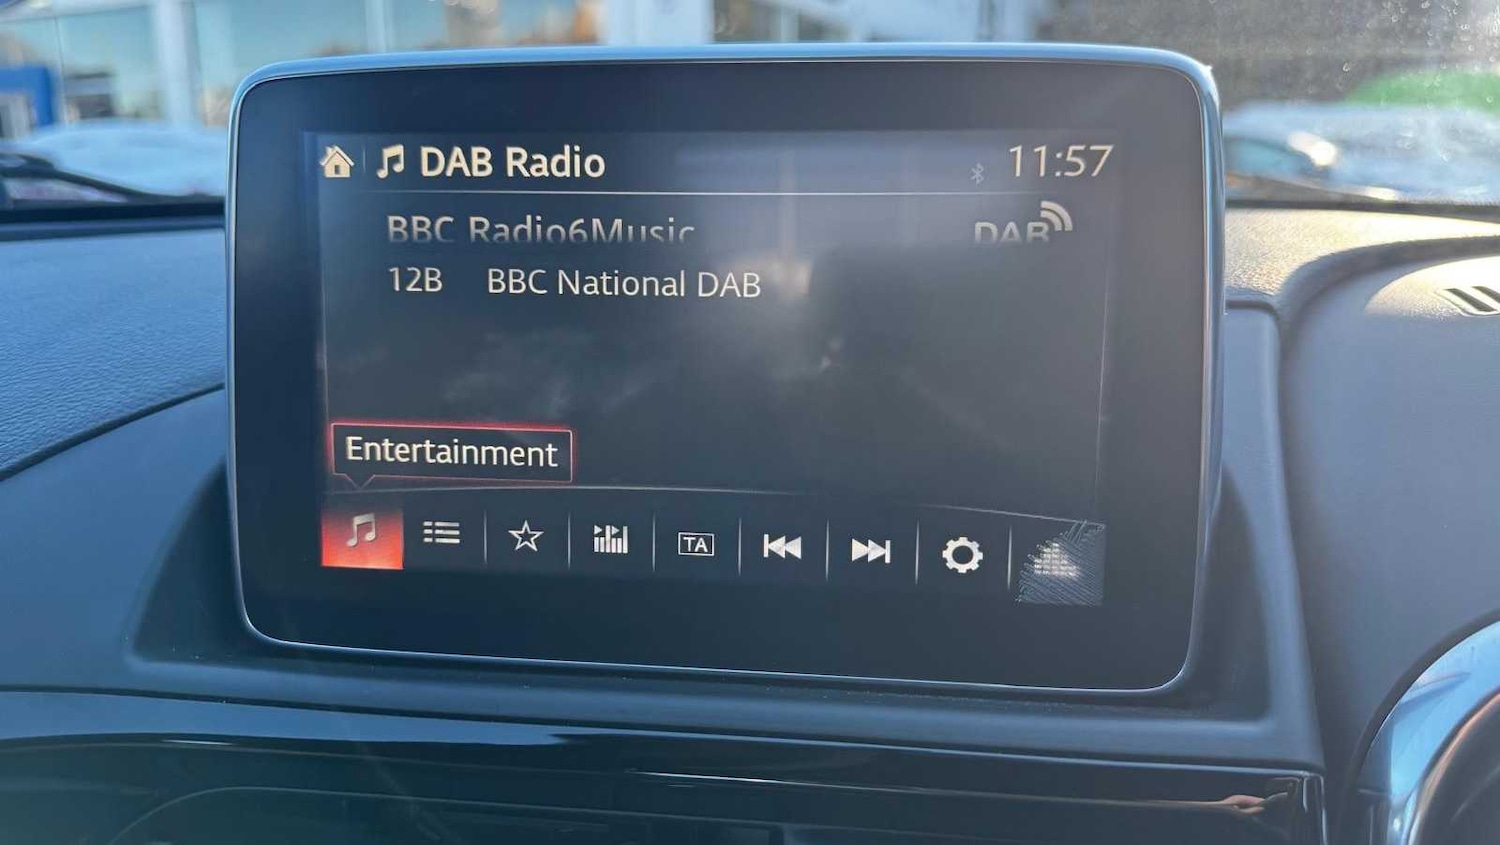 DAB Radio 11:57
BBC Radio6Music DAB
12B BBC National DAB
Entertainment
TA